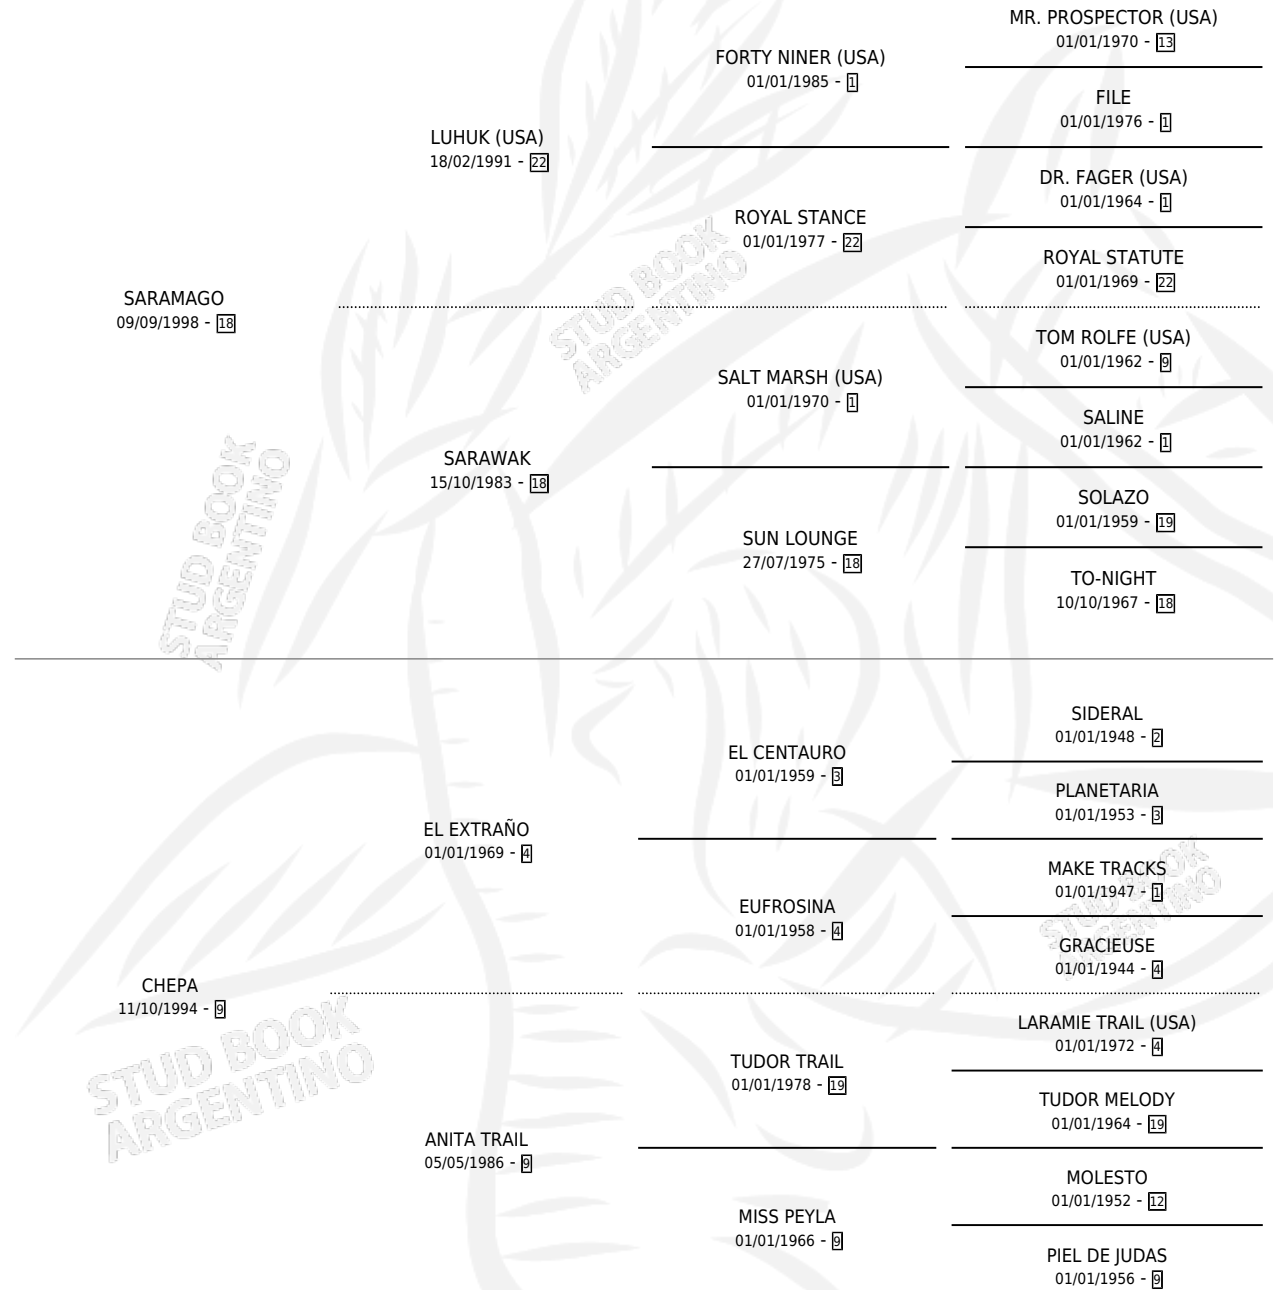 MR. PROSPECTOR (USA)
01/01/1970 - 13
FORTY NINER (USA)
01/01/1985 - 1
FILE
01/01/1976 - 1
LUHUK (USA)
18/02/1991 - 22
DR. FAGER (USA)
01/01/1964 - 1
ROYAL STANCE
01/01/1977 - 22
ROYAL STATUTE
01/01/1969 - 22
SARAMAGO
09/09/1998 - 18
TOM ROLFE (USA)
01/01/1962 - 9
SALT MARSH (USA)
01/01/1970 - 1
SALINE
01/01/1962 - 1
SARAWAK
15/10/1983 - 18
SOLAZO
01/01/1959 - 19
SUN LOUNGE
27/07/1975 - 18
TO-NIGHT
10/10/1967 - 18
SIDERAL
01/01/1948 - 2
EL CENTAURO
01/01/1959 - 3
PLANETARIA
01/01/1953 - 3
EL EXTRAÑO
01/01/1969 - 4
MAKE TRACKS
01/01/1947 - 1
EUFROSINA
01/01/1958 - 4
GRACIEUSE
01/01/1944 - 4
CHEPA
11/10/1994 - 9
LARAMIE TRAIL (USA)
01/01/1972 - 4
TUDOR TRAIL
01/01/1978 - 19
TUDOR MELODY
01/01/1964 - 19
ANITA TRAIL
05/05/1986 - 9
MOLESTO
01/01/1952 - 12
MISS PEYLA
01/01/1966 - 9
PIEL DE JUDAS
01/01/1956 - 9
STUD BOOK
ARGENTINO
STUD BOOK
ARGENTINO
STUD BOOK
ARGENTINO
STUD BOOK
ARGENTINO